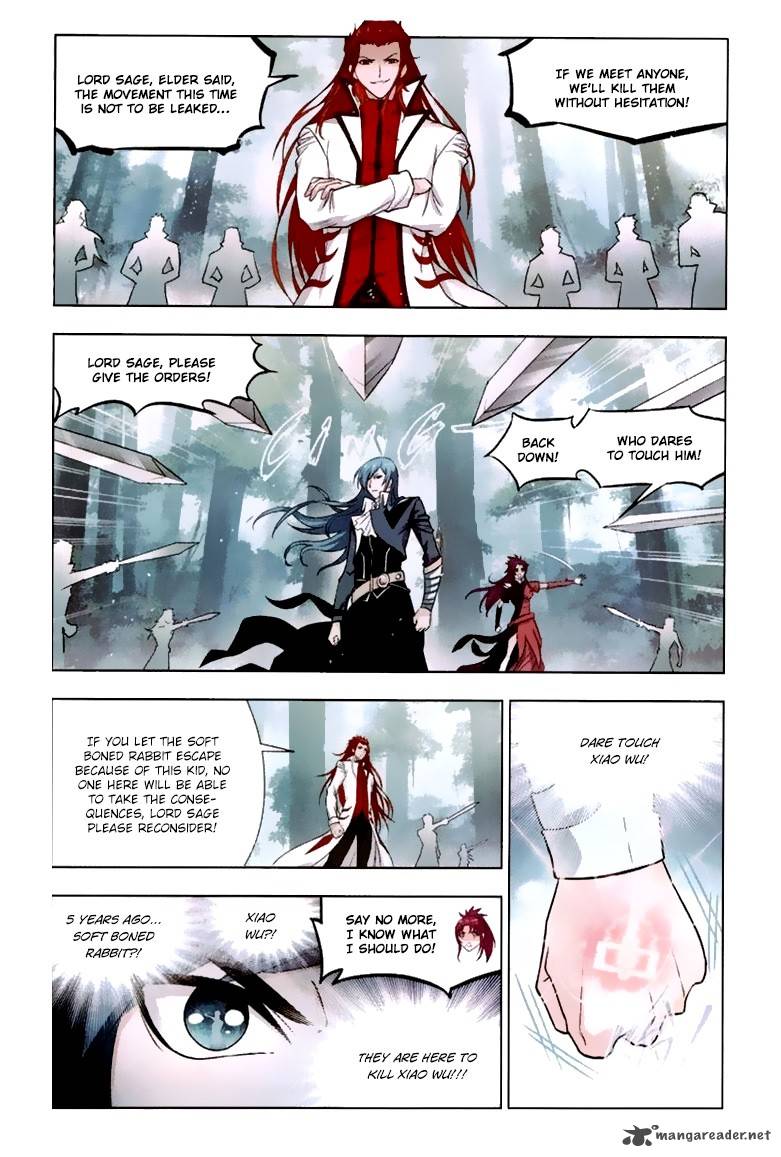 LORD SAGE, ELDER SAID,
THE MOVEMENT THIS TIME
IS NOT TO BE LEAKED...
IF WE MEET ANYONE,
WE'LL KILL THEM
WITHOUT HESITATION!
LORD SAGE, PLEASE
GIVE THE ORDERS!
CING-
BACK
DOWN!
WHO DARES
TO TOUCH HIM!
IF YOU LET THE SOFT
BONED RABBIT ESCAPE
BECAUSE OF THIS KID, NO
ONE HERE WILL BE ABLE
TO TAKE THE CONSE-
QUENCES, LORD SAGE
PLEASE RECONSIDER!
DARE TOUCH
XIAO WU!
5 YEARS AGO...
SOFT BONED
RABBIT?!
XIAO
WU?!
SAY NO MORE,
I KNOW WHAT
I SHOULD DO!
THEY ARE HERE TO
KILL XIAO WU!!!
mangareader.net